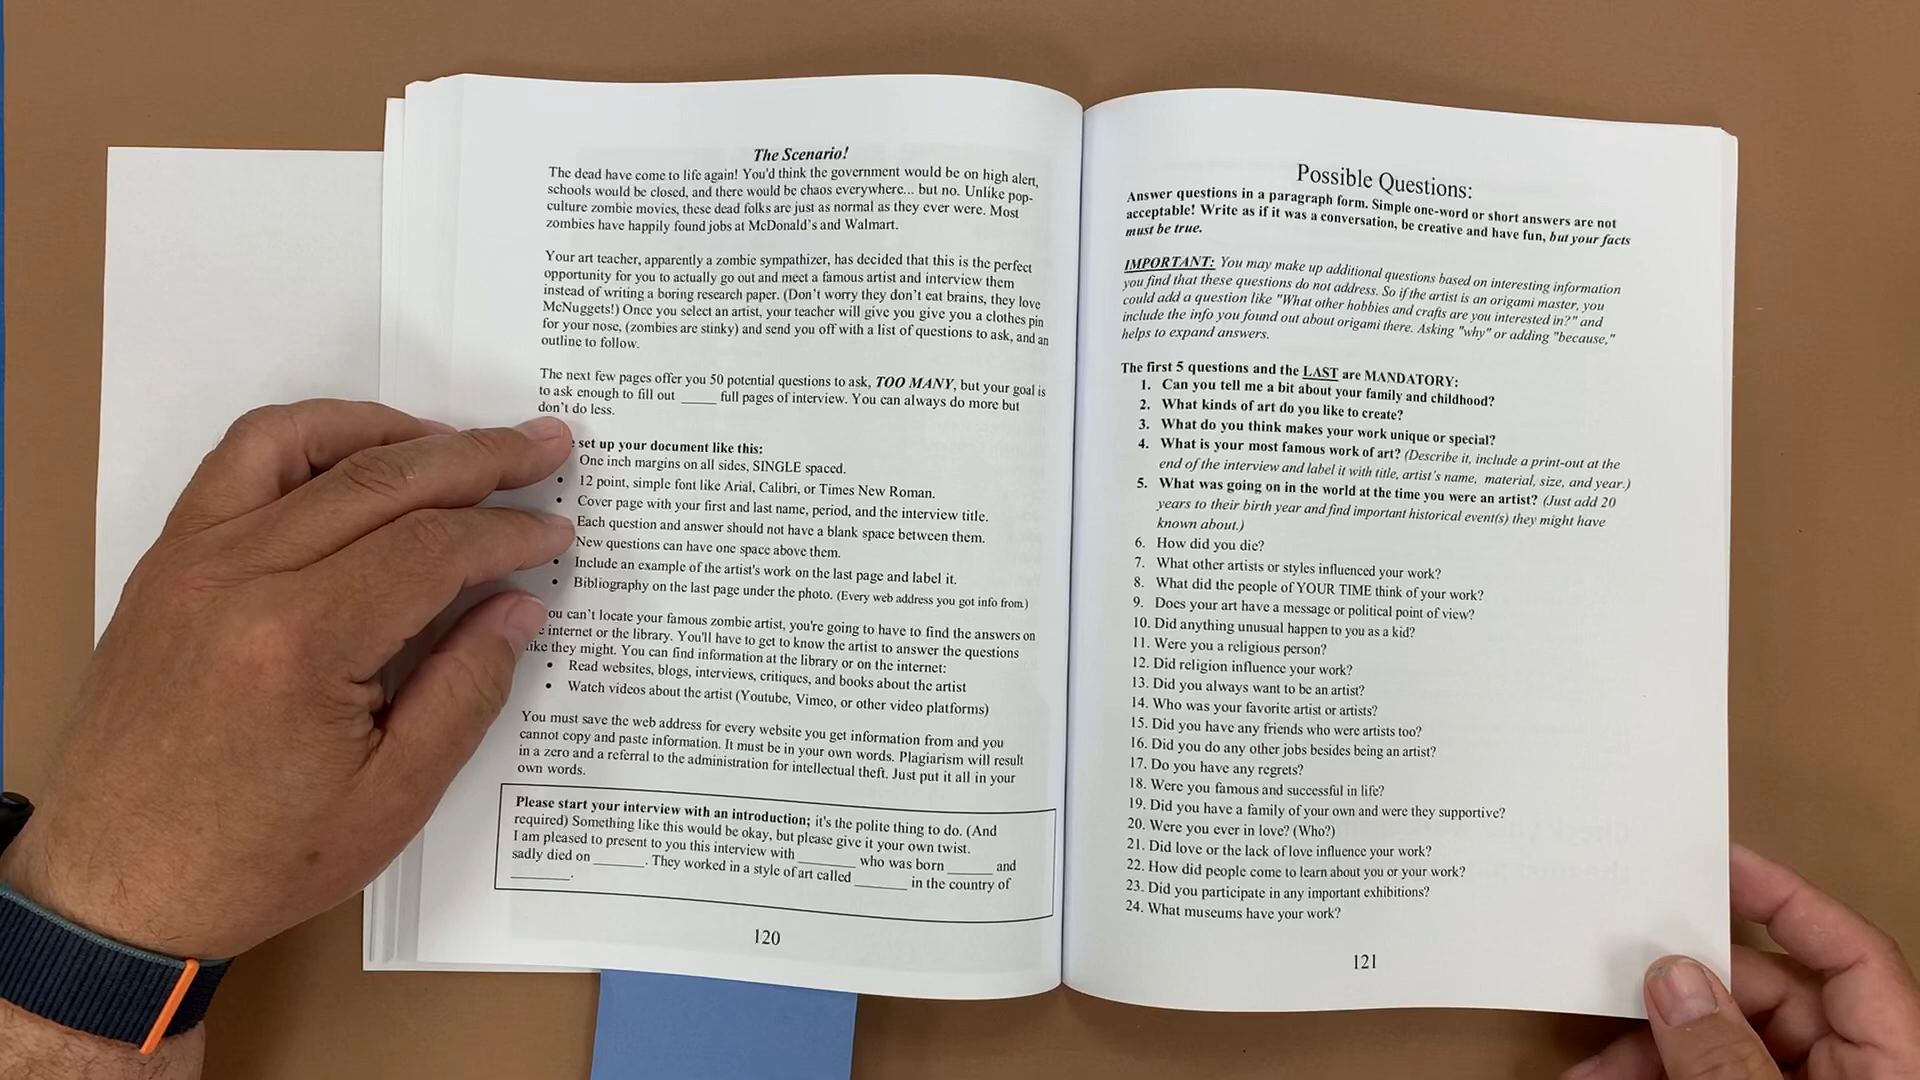 The Scenario!
The dead have come to life again! You'd think the government would be on high alert,
schools would be closed, and there would be chaos everywhere... but no. Unlike pop-
culture zombie movies, these dead folks are just as normal as they ever were. Most
zombies have happily found jobs at McDonald's and Walmart.
Your art teacher, apparently a zombie sympathizer, has decided that this is the perfect
opportunity for you to actually go out and meet a famous artist and interview them
instead of writing a boring research paper. (Don't worry they don't eat brains, they love
McNuggets!) Once you select an artist, your teacher will give you give you a clothes pin
for your nose, (zombies are stinky) and send you off with a list of questions to ask, and an
outline to follow.
The next few pages offer you 50 potential questions to ask, TOO MANY, but your goal is
to ask enough to fill out _____ full pages of interview. You can always do more but
don't do less.
set up your document like this:
One inch margins on all sides, SINGLE spaced.
• 12 point, simple font like Arial, Calibri, or Times New Roman.
• Cover page with your first and last name, period, and the interview title.
Each question and answer should not have a blank space between them.
New questions can have one space above them.
• Include an example of the artist's work on the last page and label it.
• Bibliography on the last page under the photo. (Every web address you got info from.)
ou can't locate your famous zombie artist, you're going to have to find the answers on
internet or the library. You'll have to get to know the artist to answer the questions
like they might. You can find information at the library or on the internet:
• Read websites, blogs, interviews, critiques, and books about the artist
• Watch videos about the artist (Youtube, Vimeo, or other video platforms)
You must save the web address for every website you get information from and you
cannot copy and paste information. It must be in your own words. Plagiarism will result
in a zero and a referral to the administration for intellectual theft. Just put it all in your
own words.
Please start your interview with an introduction; it's the polite thing to do. (And
required) Something like this would be okay, but please give it your own twist.
I am pleased to present to you this interview with ________ who was born ______ and
sadly died on _______. They worked in a style of art called _______ in the country of
________.
120
Possible Questions:
Answer questions in a paragraph form. Simple one-word or short answers are not
acceptable! Write as if it was a conversation, be creative and have fun, but your facts
must be true.
IMPORTANT: You may make up additional questions based on interesting information
you find that these questions do not address. So if the artist is an origami master, you
could add a question like "What other hobbies and crafts are you interested in?" and
include the info you found out about origami there. Asking "why" or adding "because,"
helps to expand answers.
The first 5 questions and the LAST are MANDATORY:
1. Can you tell me a bit about your family and childhood?
2. What kinds of art do you like to create?
3. What do you think makes your work unique or special?
4. What is your most famous work of art? (Describe it, include a print-out at the
end of the interview and label it with title, artist's name, material, size, and year.)
5. What was going on in the world at the time you were an artist? (Just add 20
years to their birth year and find important historical event(s) they might have
known about.)
6. How did you die?
7. What other artists or styles influenced your work?
8. What did the people of YOUR TIME think of your work?
9. Does your art have a message or political point of view?
10. Did anything unusual happen to you as a kid?
11. Were you a religious person?
12. Did religion influence your work?
13. Did you always want to be an artist?
14. Who was your favorite artist or artists?
15. Did you have any friends who were artists too?
16. Did you do any other jobs besides being an artist?
17. Do you have any regrets?
18. Were you famous and successful in life?
19. Did you have a family of your own and were they supportive?
20. Were you ever in love? (Who?)
21. Did love or the lack of love influence your work?
22. How did people come to learn about you or your work?
23. Did you participate in any important exhibitions?
24. What museums have your work?
121